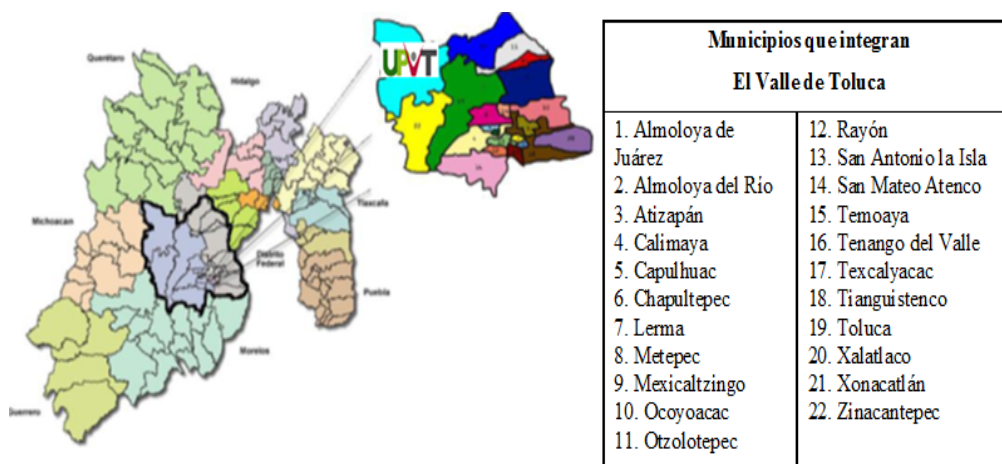 Querétaro
Hidalgo
Michoacan
Tlaxcala
Distrito
Federal
Puebla
Morelos
Guerrero
UPVT
Municipios que integran
El Valle de Toluca
1. Almoloya de
Juárez
2. Almoloya del Río
3. Atizapán
4. Calimaya
5. Capulhuac
6. Chapultepec
7. Lerma
8. Metepec
9. Mexicaltzingo
10. Ocoyoacac
11. Otzolotepec
12. Rayón
13. San Antonio la Isla
14. San Mateo Atenco
15. Temoaya
16. Tenango del Valle
17. Texcalyacac
18. Tianguistenco
19. Toluca
20. Xalatlaco
21. Xonacatlán
22. Zinacantepec